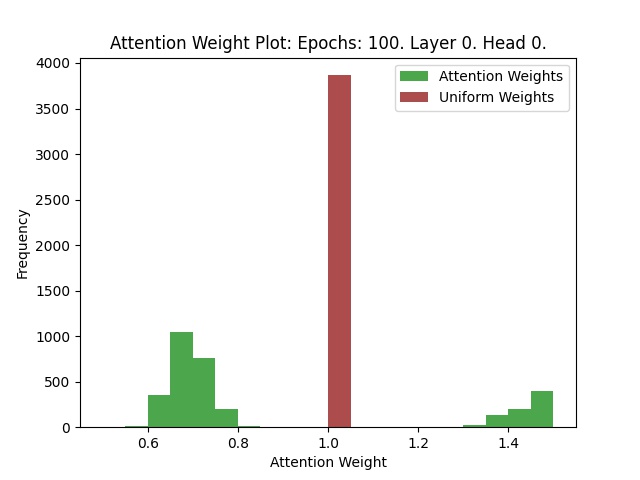 Attention Weight Plot: Epochs: 100. Layer 0. Head 0.
Attention Weights
Uniform Weights
4000
3500
3000
2500
2000
1500
1000
500
0
Frequency
0.6 0.8 1.0 1.2 1.4
Attention Weight